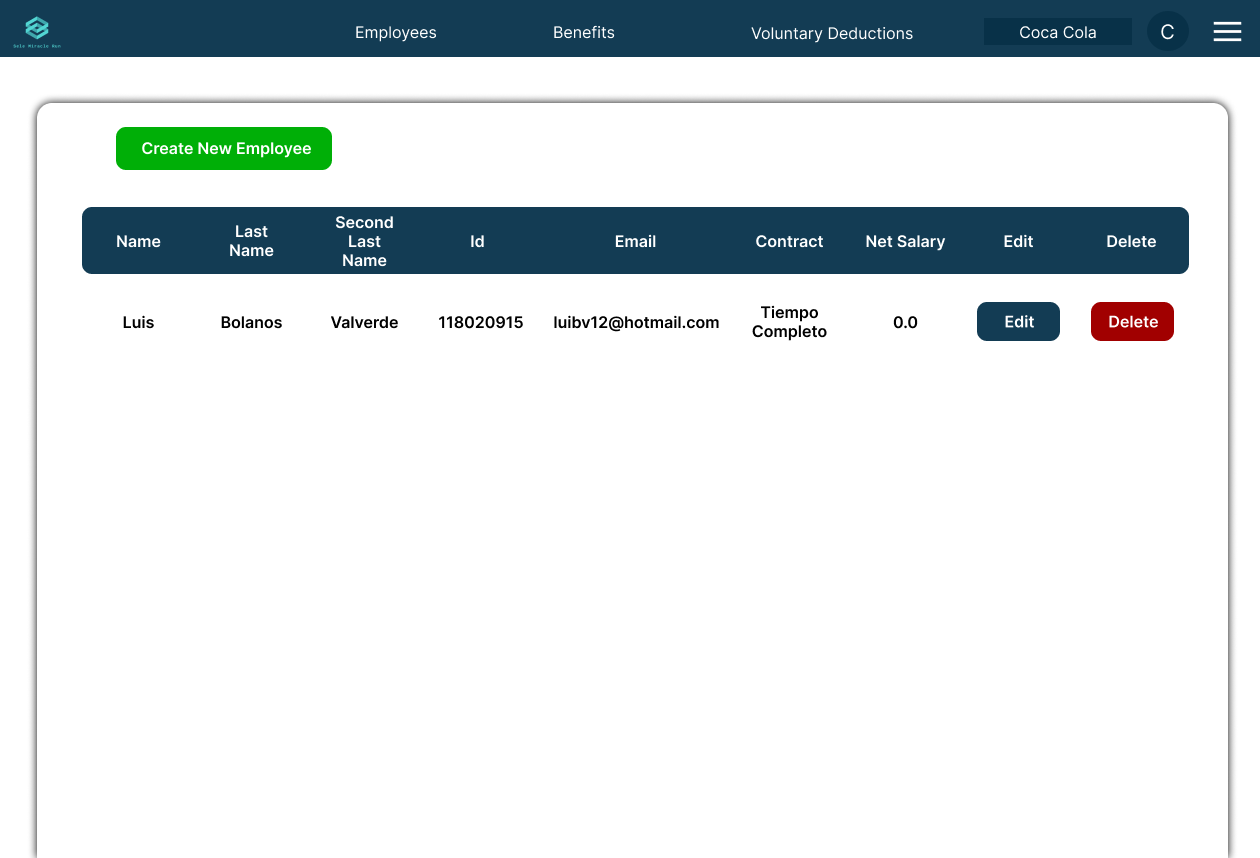 Employees
Benefits
Voluntary Deductions
Coca Cola
C
Create New Employee
Name
Last
Name
Second
Last
Name
Id
Email
Contract
Net Salary
Edit
Delete
Luis
Bolanos
Valverde
118020915
luibv12@hotmail.com
Tiempo
Completo
0.0
Edit
Delete